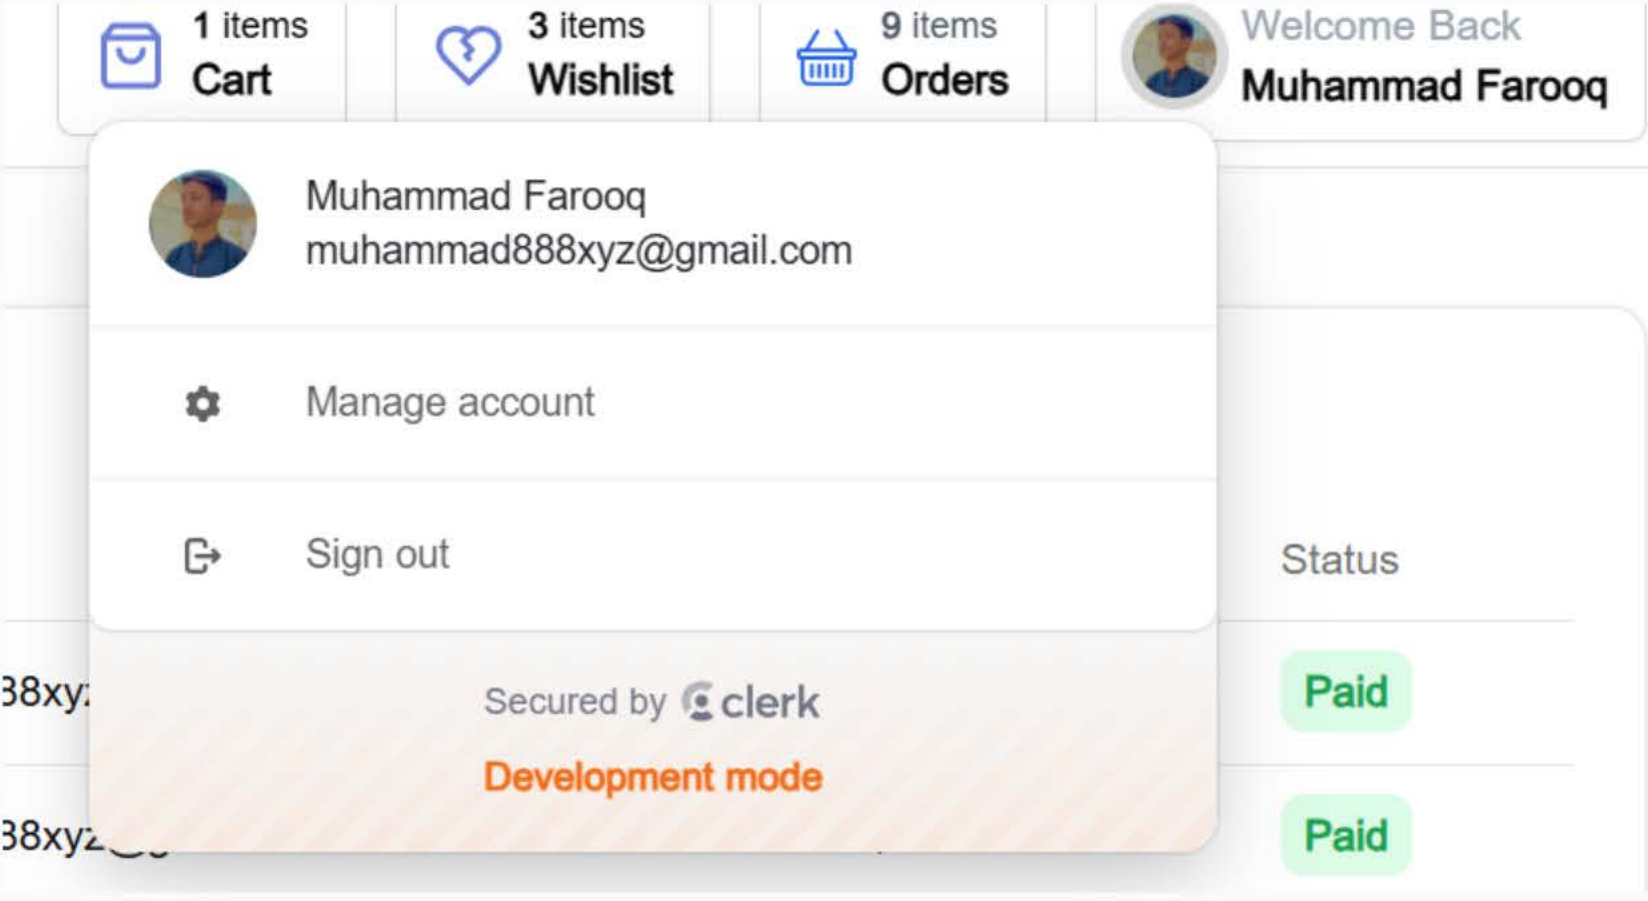 1 items
Cart
3 items
Wishlist
9 items
Orders
Welcome Back
Muhammad Farooq
Muhammad Farooq
muhammad888xyz@gmail.com
Manage account
Sign out
Status
Paid
Secured by clerk
Development mode
Paid